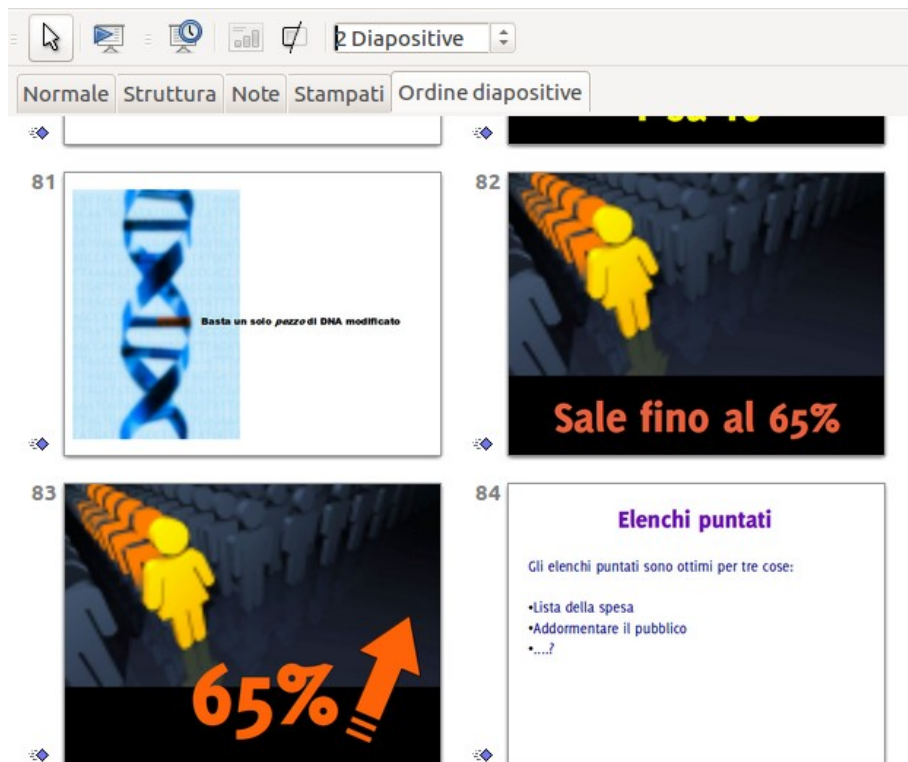 2 Diapositive
Normale Struttura Note Stampati Ordine diapositive
81
Basta un solo pezzo di DNA modificato
82
Sale fino al 65%
83
65%
84
Elenchi puntati
Gli elenchi puntati sono ottimi per tre cose:
•Lista della spesa
•Addormentare il pubblico
•....?